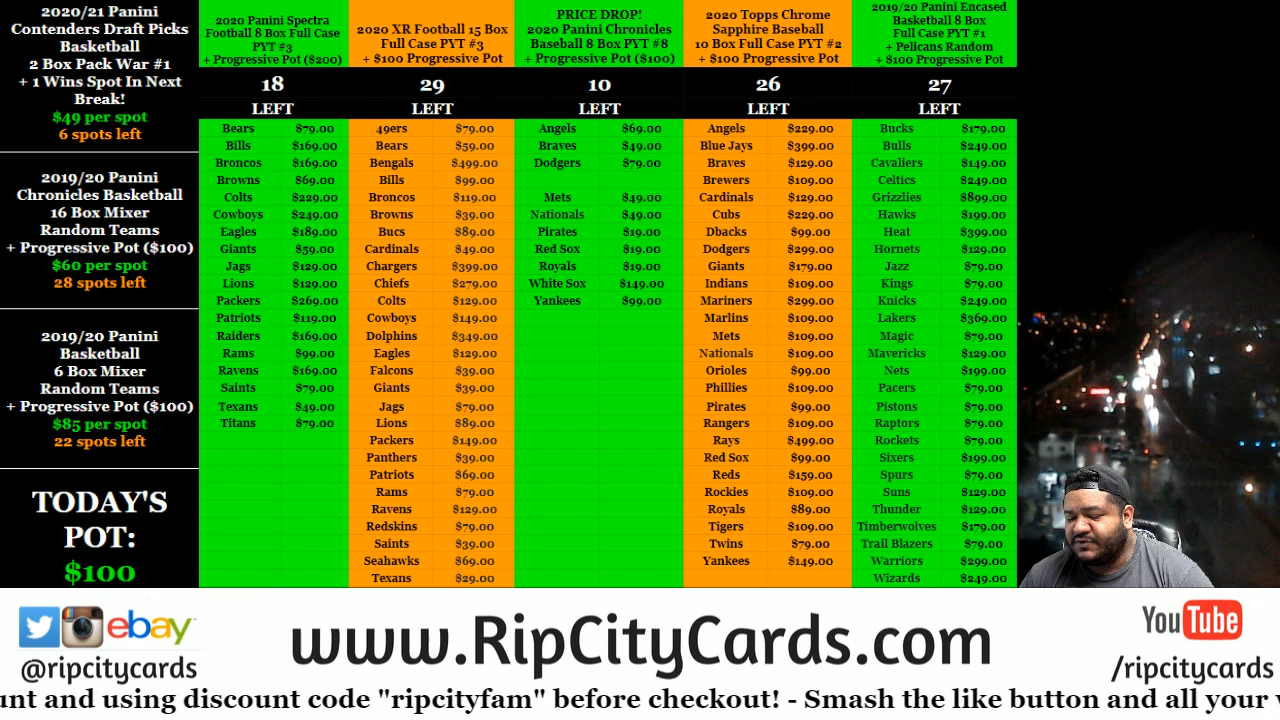 2020/21 Panini
Contenders Draft Picks
Basketball
2 Box Pack War #1
+ 1 Wins Spot In Next
Break!
$49 per spot
6 spots left
2019/20 Panini
Chronicles Basketball
16 Box Mixer
Random Teams
+ Progressive Pot ($100)
$60 per spot
28 spots left
2019/20 Panini
Basketball
6 Box Mixer
Random Teams
+ Progressive Pot ($100)
$85 per spot
22 spots left
TODAY'S
POT:
$100
2020 Panini Spectra
Football 8 Box Full Case
PYT #3
+ Progressive Pot ($200)
18
LEFT
Bears $79.00
Bills $169.00
Broncos $169.00
Browns $69.00
Colts $229.00
Cowboys $249.00
Eagles $189.00
Giants $59.00
Jags $129.00
Lions $129.00
Packers $269.00
Patriots $119.00
Raiders $169.00
Rams $99.00
Ravens $169.00
Saints $79.00
Texans $49.00
Titans $79.00
2020 XR Football 15 Box
Full Case PYT #3
+ $100 Progressive Pot
29
LEFT
49ers $79.00
Bears $59.00
Bengals $499.00
Bills $99.00
Broncos $119.00
Browns $39.00
Bucs $89.00
Cardinals $49.00
Chargers $399.00
Chiefs $279.00
Colts $129.00
Cowboys $149.00
Dolphins $349.00
Eagles $129.00
Falcons $39.00
Giants $39.00
Jags $79.00
Lions $89.00
Packers $149.00
Panthers $39.00
Patriots $69.00
Rams $79.00
Ravens $129.00
Redskins $79.00
Saints $39.00
Seahawks $69.00
Texans $29.00
PRICE DROP!
2020 Panini Chronicles
Baseball 8 Box PYT #8
+ Progressive Pot ($100)
10
LEFT
Angels $69.00
Braves $49.00
Dodgers $79.00
Mets $49.00
Nationals $49.00
Pirates $19.00
Red Sox $19.00
Royals $19.00
White Sox $149.00
Yankees $99.00
2020 Topps Chrome
Sapphire Baseball
10 Box Full Case PYT #2
+ $100 Progressive Pot
26
LEFT
Angels $229.00
Blue Jays $399.00
Braves $129.00
Brewers $109.00
Cardinals $129.00
Cubs $229.00
Dbacks $99.00
Dodgers $299.00
Giants $179.00
Indians $109.00
Mariners $299.00
Marlins $109.00
Mets $109.00
Nationals $109.00
Orioles $99.00
Phillies $109.00
Pirates $99.00
Rangers $109.00
Rays $499.00
Red Sox $99.00
Reds $159.00
Rockies $109.00
Royals $89.00
Tigers $109.00
Twins $79.00
Yankees $149.00
2019/20 Panini Encased
Basketball 8 Box
Full Case PYT #1
+ Pelicans Random
+ $100 Progressive Pot
27
LEFT
Bucks $179.00
Bulls $249.00
Cavaliers $149.00
Celtics $249.00
Grizzlies $899.00
Hawks $199.00
Heat $399.00
Hornets $129.00
Jazz $79.00
Kings $79.00
Knicks $249.00
Lakers $369.00
Magic $79.00
Mavericks $129.00
Nets $199.00
Pacers $79.00
Pistons $79.00
Raptors $79.00
Rockets $79.00
Sixers $199.00
Spurs $79.00
Suns $129.00
Thunder $129.00
Timberwolves $179.00
Trail Blazers $79.00
Warriors $299.00
Wizards $249.00
ebay
@ripcitycards
www.RipCityCards.com
YouTube
/ripcitycards
unt and using discount code "ripcityfam" before checkout! - Smash the like button and all your